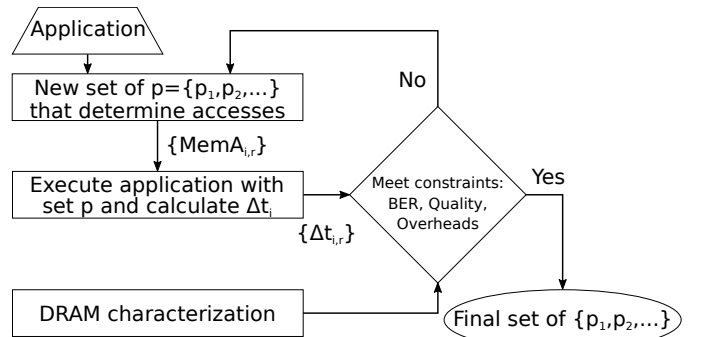 Application
New set of p={p₁,p₂,...}
that determine accesses
{MemAᵢ,ᵣ}
Execute application with
set p and calculate Δtᵢ
{Δtᵢ,ᵣ}
DRAM characterization
Meet constraints:
BER, Quality,
Overheads
No
Yes
Final set of {p₁,p₂,...}